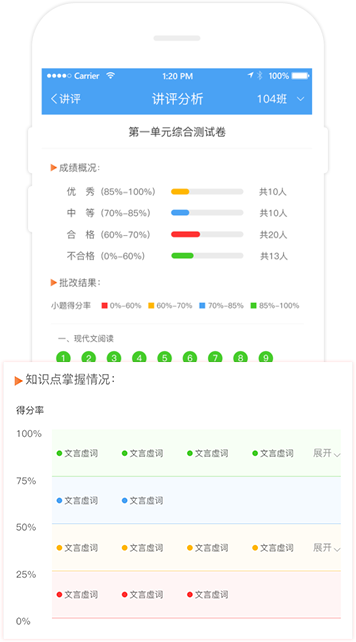 Carrier 1:20 PM 100%
讲评 讲评分析 104班
第一单元综合测试卷
成绩概况：
优 秀（85%-100%） 共10人
中 等（70%-85%） 共10人
合 格（60%-70%） 共20人
不合格（0%-60%） 共13人
批改结果：
小题得分率 0%-60% 60%-70% 70%-85% 85%-100%
一、现代文阅读
1 2 3 4 5 6 7 8 9
知识点掌握情况：
得分率
100%
文言虚词 文言虚词 文言虚词 文言虚词 展开
75%
文言虚词 文言虚词
50%
文言虚词 文言虚词 文言虚词 文言虚词 展开
25%
文言虚词 文言虚词 文言虚词
0%